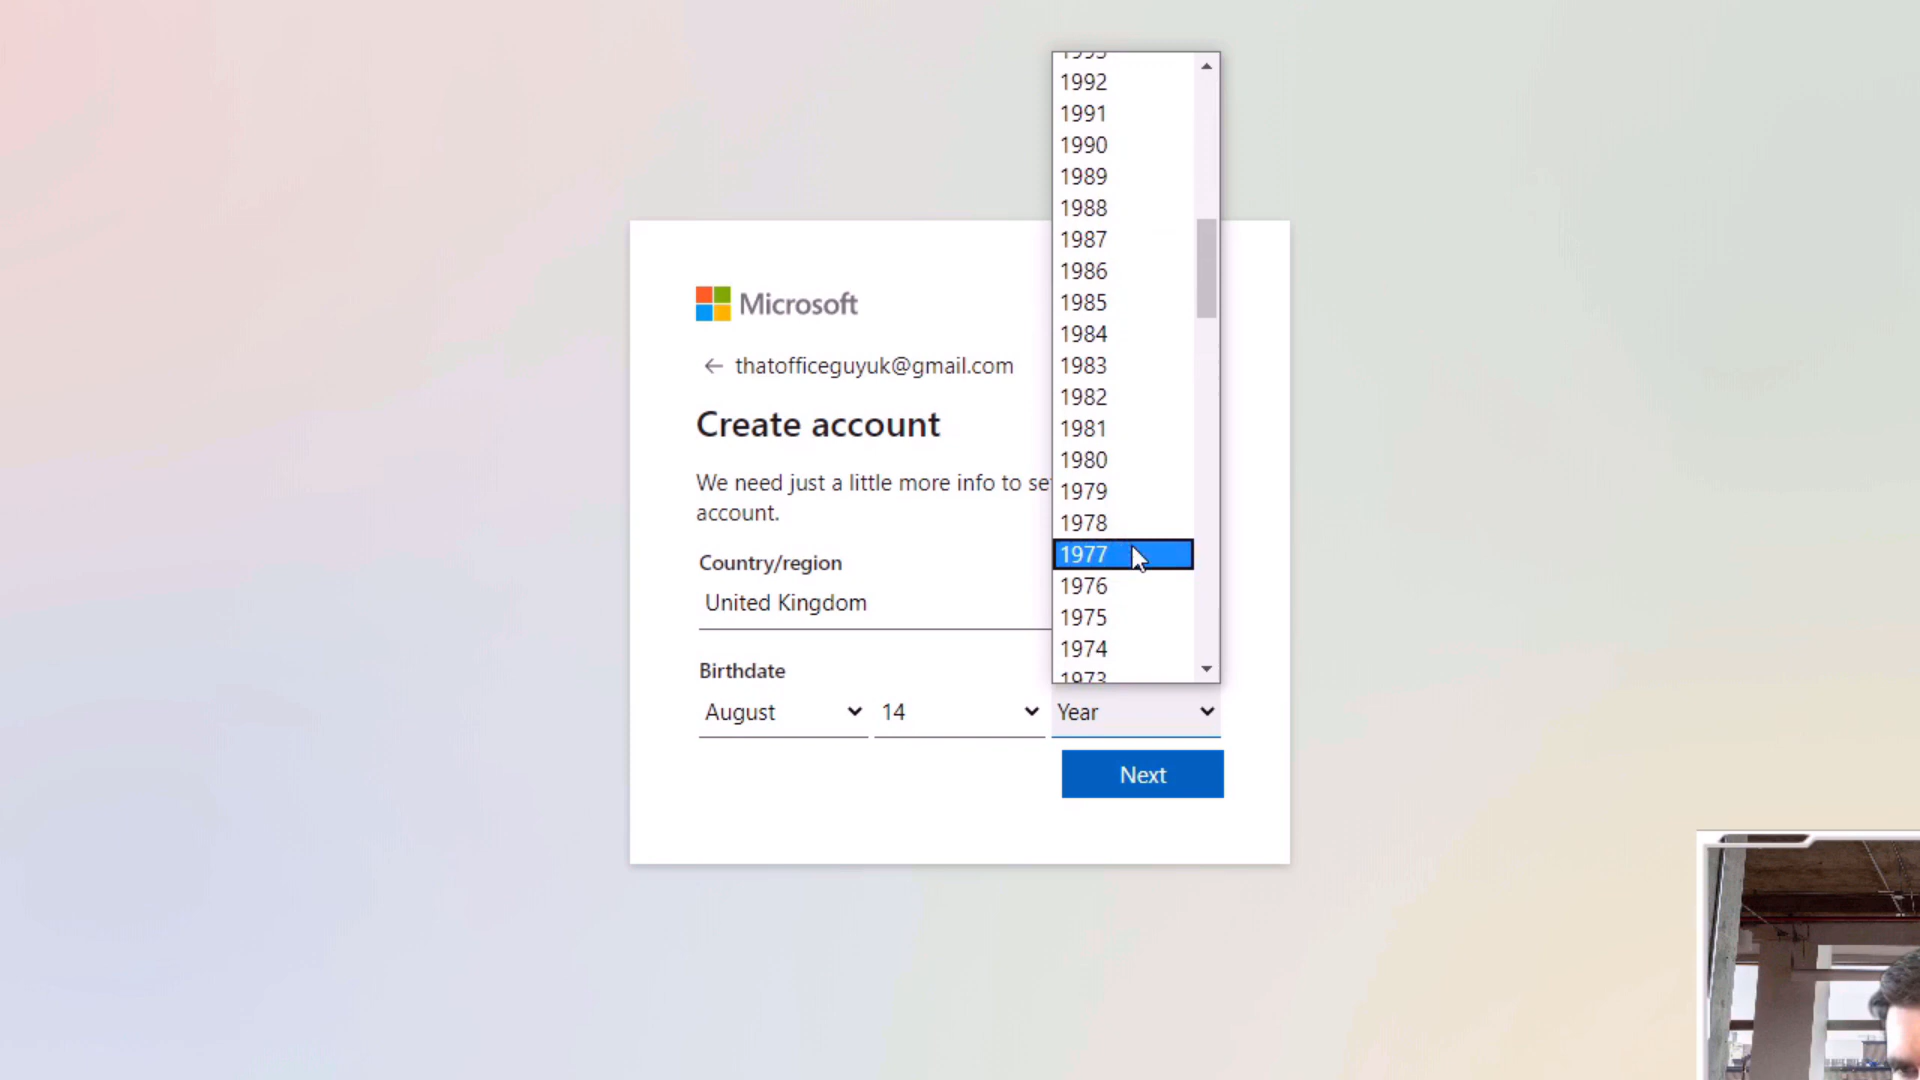 1992
1991
1990
1989
1988
1987
1986
1985
1984
1983
1982
1981
1980
1979
1978
1977
1976
1975
1974
1973
Microsoft
thatofficeguyuk@gmail.com
Create account
We need just a little more info to se
account.
Country/region
United Kingdom
Birthdate
August 14 Year
Next